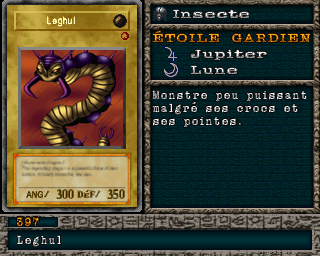 Leghul
ANG/ 300 DÉF/ 350
Insecte
ÉTOILE GARDIEN
Jupiter
Lune
Monstre peu puissant
malgré ses crocs et
ses pointes.
397
Leghul